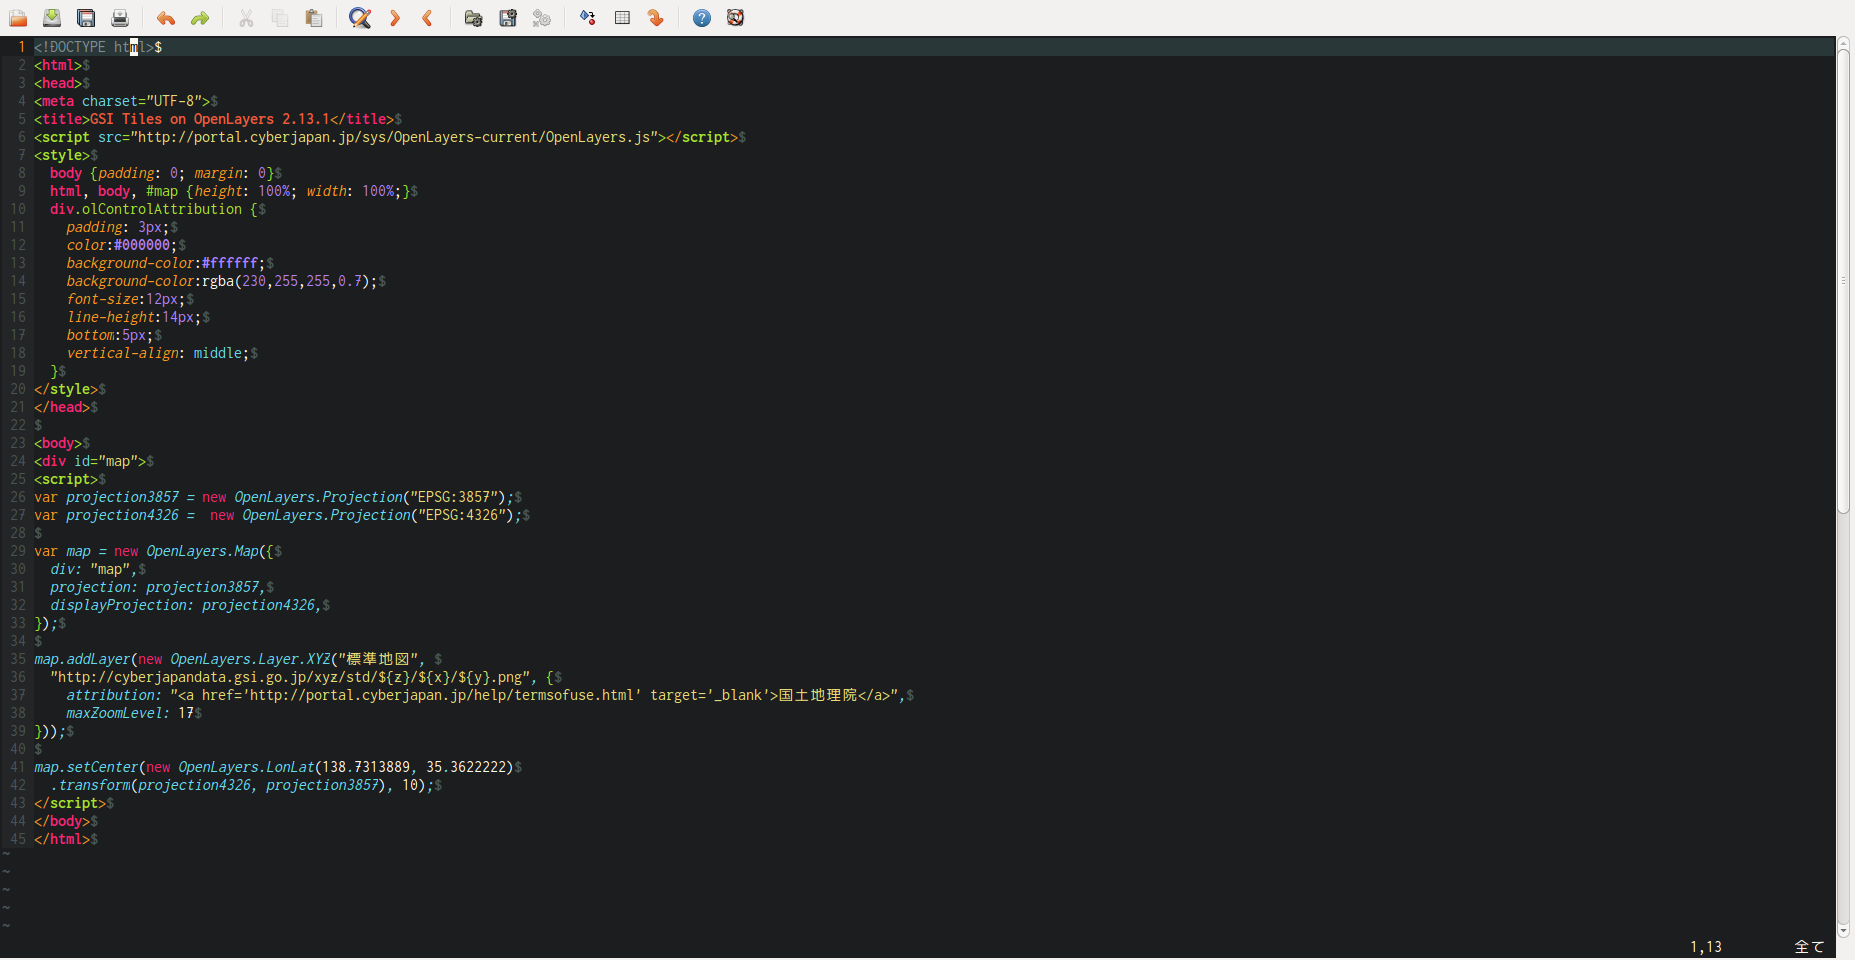 1 <!DOCTYPE html>$
2 <html>$
3 <head>$
4 <meta charset="UTF-8">$
5 <title>GSI Tiles on OpenLayers 2.13.1</title>$
6 <script src="http://portal.cyberjapan.jp/sys/OpenLayers-current/OpenLayers.js"></script>$
7 <style>$
8   body {padding: 0; margin: 0}$
9   html, body, #map {height: 100%; width: 100%;}$
10   div.olControlAttribution {$
11     padding: 3px;$
12     color:#000000;$
13     background-color:#ffffff;$
14     background-color:rgba(230,255,255,0.7);$
15     font-size:12px;$
16     line-height:14px;$
17     bottom:5px;$
18     vertical-align: middle;$
19   }$
20 </style>$
21 </head>$
22 $
23 <body>$
24 <div id="map">$
25 <script>$
26 var projection3857 = new OpenLayers.Projection("EPSG:3857");$
27 var projection4326 =  new OpenLayers.Projection("EPSG:4326");$
28 $
29 var map = new OpenLayers.Map({$
30   div: "map",$
31   projection: projection3857,$
32   displayProjection: projection4326,$
33 });$
34 $
35 map.addLayer(new OpenLayers.Layer.XYZ("標準地図", $
36   "http://cyberjapandata.gsi.go.jp/xyz/std/${z}/${x}/${y}.png", {$
37     attribution: "<a href='http://portal.cyberjapan.jp/help/termsofuse.html' target='_blank'>国土地理院</a>",$
38     maxZoomLevel: 17$
39 }));$
40 $
41 map.setCenter(new OpenLayers.LonLat(138.7313889, 35.3622222)$
42   .transform(projection4326, projection3857), 10);$
43 </script>$
44 </body>$
45 </html>$
~
~
~
~
~
1,13 全て